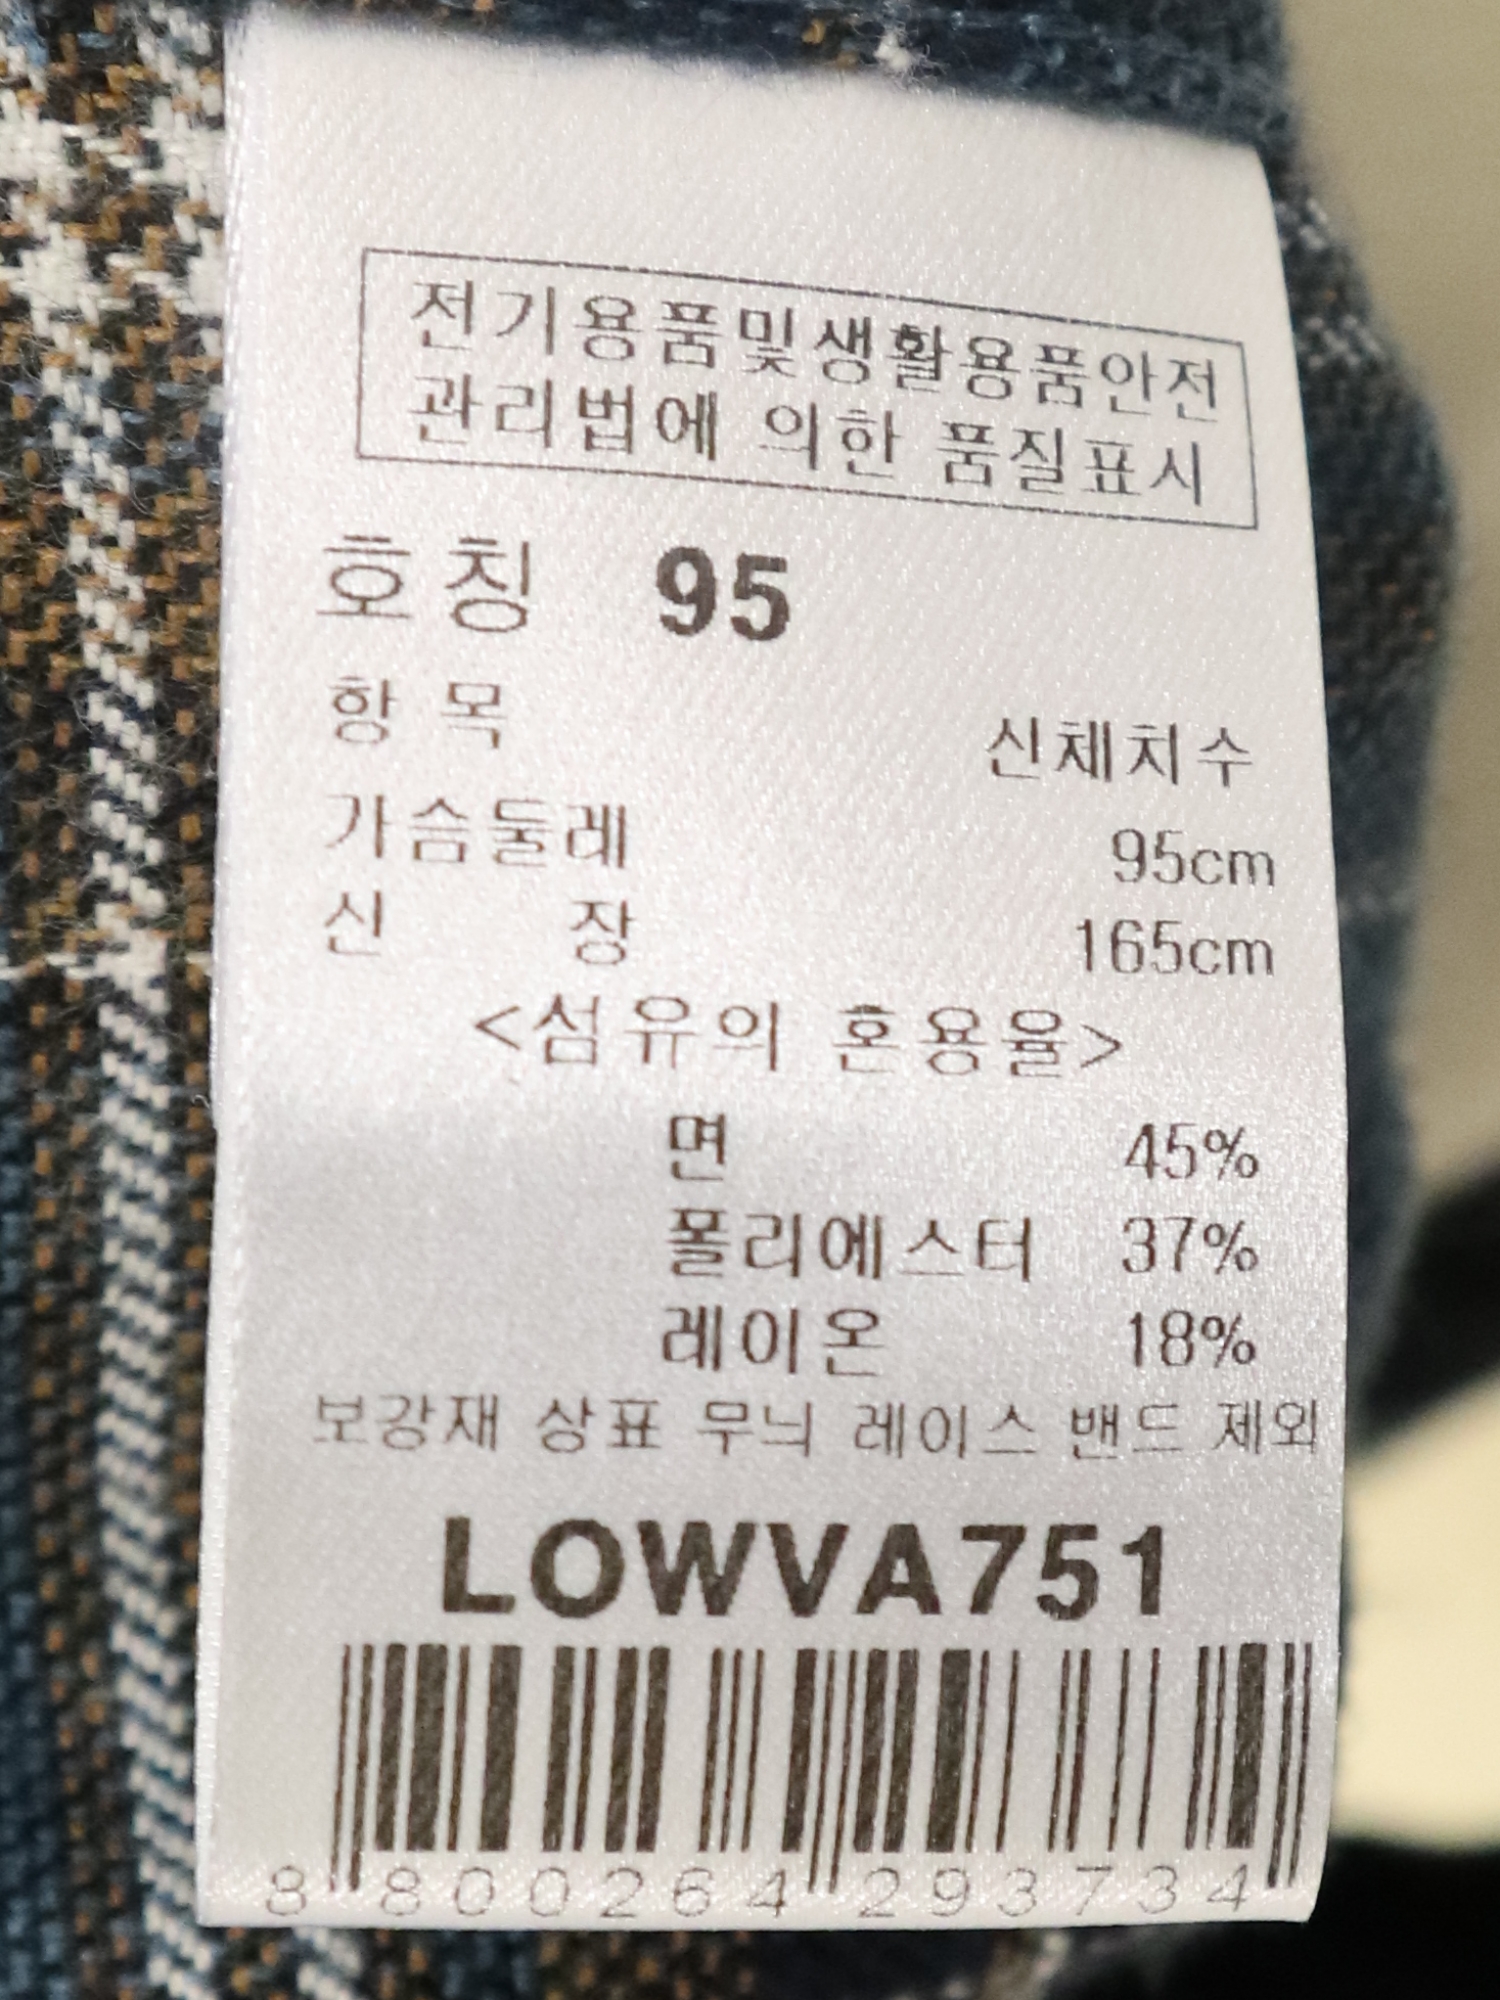 전기용품및생활용품안전
관리법에 의한 품질표시
호칭 95
항 목 신체치수
가슴둘레 95cm
신 장 165cm
<섬유의 혼용율>
면 45%
폴리에스터 37%
레이온 18%
보강재 상표 무늬 레이스 밴드 제외
LOWVA751
8 800264 293734